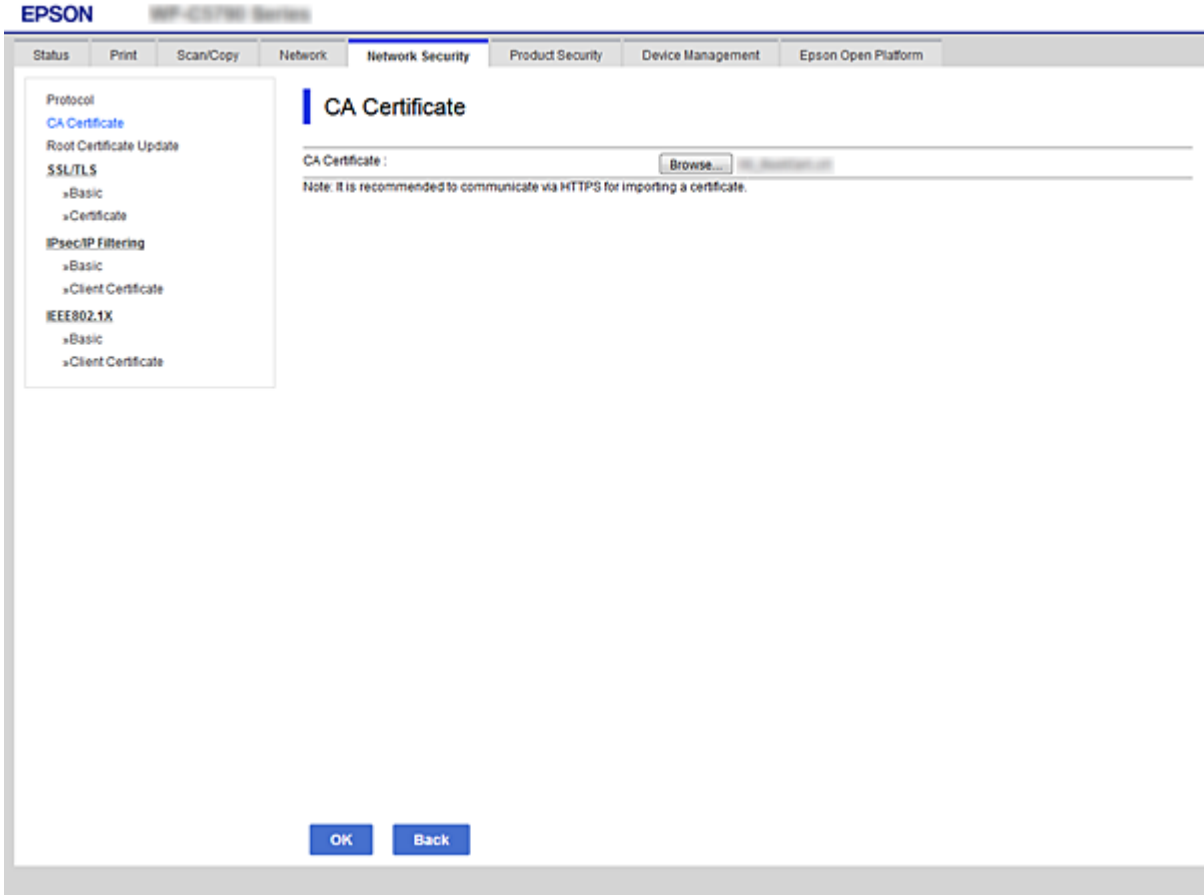 EPSON
Status Print Scan/Copy Network Network Security Product Security Device Management Epson Open Platform
Protocol
CA Certificate
Root Certificate Update
SSL/TLS
»Basic
»Certificate
IPsec/IP Filtering
»Basic
»Client Certificate
IEEE802.1X
»Basic
»Client Certificate
CA Certificate
CA Certificate : Browse...
Note: It is recommended to communicate via HTTPS for importing a certificate.
OK Back